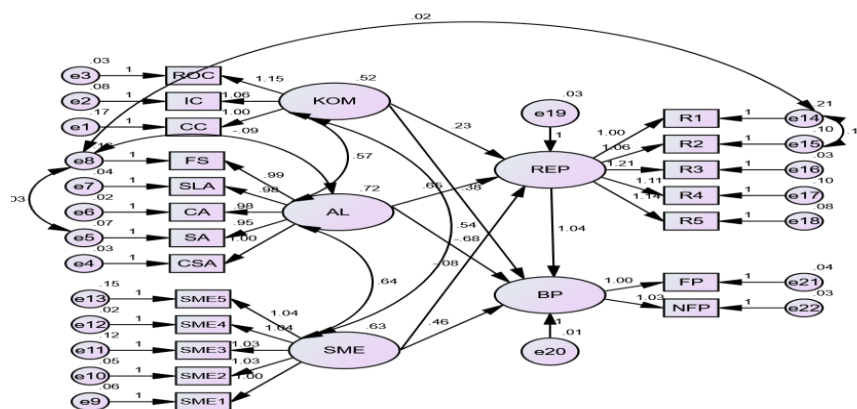 .02
.03
e3 1 ROC 1.15 .52
.08
e2 1 IC 1.06 KOM
.17 1.00
e1 1 CC
-.09
e8 1 FS .99 .57
.04
e7 1 SLA .98 .72
.02
e6 1 CA .98 AL
.03 .07 .95
e5 1 SA 1.00
.03
e4 1 CSA
.64
.15
e13 1 SME5 1.04
.02
e12 1 SME4 1.04 .63
.12
e11 1 SME3 1.03 SME
.05
e10 1 SME2 1.03
.06 1.00
e9 1 SME1
.23
.65
.38
.54
-.68
-.08
.46
.03
e19
1
REP
1.04
BP
1
.01
e20
.21
1.00 R1 1 e14
.10
1.06 R2 1 e15 .1
.03
1.21 R3 1 e16
.10
1.11 R4 1 e17
.08
1.14 R5 1 e18
.04
1.00 FP 1 e21
.03
1.03 NFP 1 e22